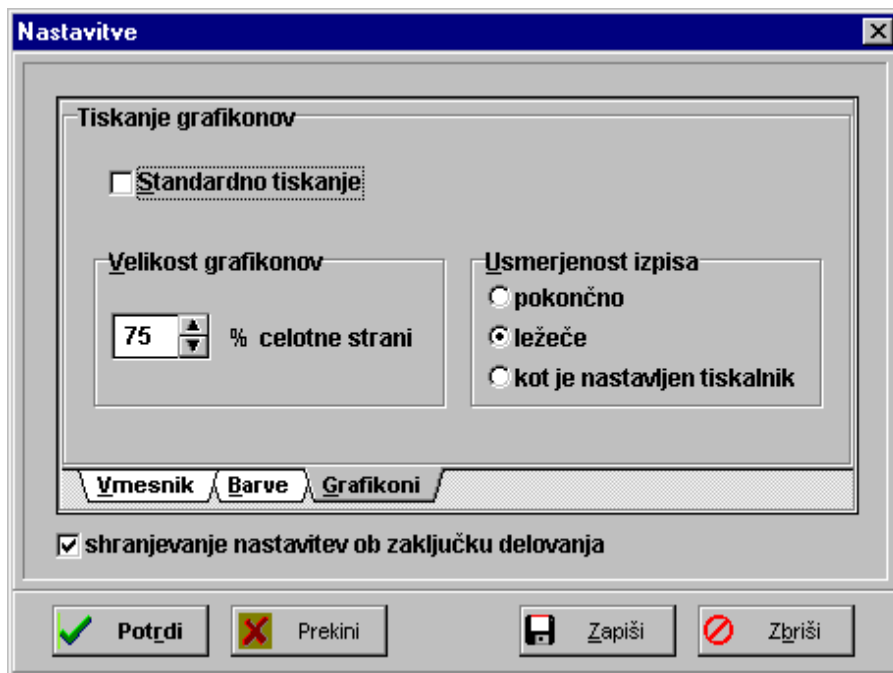 Nastavitve
Tiskanje grafikonov
Standardno tiskanje
Velikost grafikonov
75 % celotne strani
Usmerjenost izpisa
pokončno
ležeče
kot je nastavljen tiskalnik
Vmesnik Barve Grafikoni
shranjevanje nastavitev ob zaključku delovanja
Potrdi Prekini Zapiši Zbriši